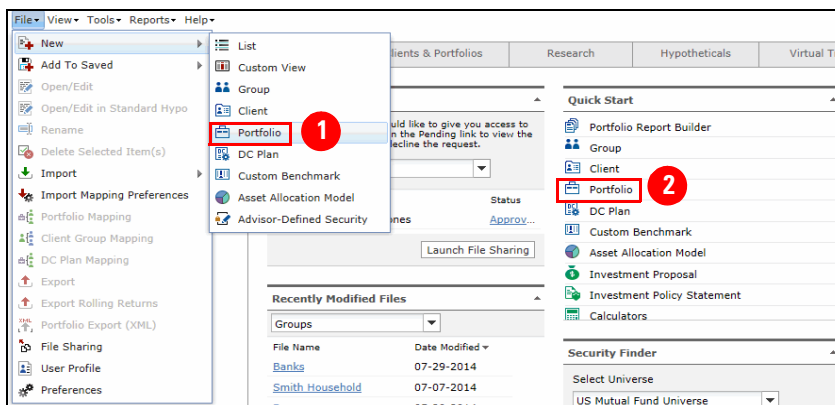 File View Tools Reports Help
New
Add To Saved
Open/Edit
Open/Edit in Standard Hypo
Rename
Delete Selected Item(s)
Import
Import Mapping Preferences
Portfolio Mapping
Client Group Mapping
DC Plan Mapping
Export
Export Rolling Returns
Portfolio Export (XML)
File Sharing
User Profile
Preferences
List
Custom View
Group
Client
Portfolio
DC Plan
Custom Benchmark
Asset Allocation Model
Advisor-Defined Security
1
lients & Portfolios Research Hypotheticals Virtual T
uld like to give you access to
n the Pending link to view the
lecline the request.
Status
nes Approv...
Launch File Sharing
Recently Modified Files
Groups
File Name Date Modified
Banks 07-29-2014
Smith Household 07-07-2014
Quick Start
Portfolio Report Builder
Group
Client
Portfolio
2
DC Plan
Custom Benchmark
Asset Allocation Model
Investment Proposal
Investment Policy Statement
Calculators
Security Finder
Select Universe
US Mutual Fund Universe